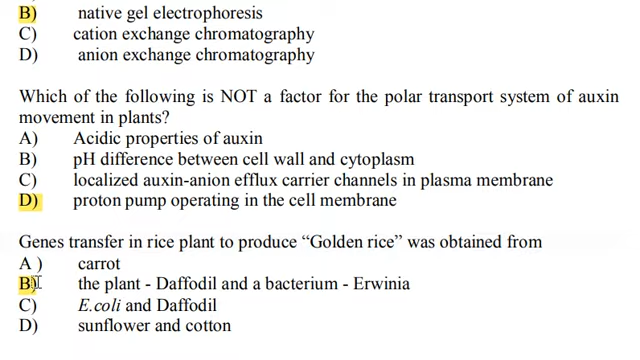 B) native gel electrophoresis
C) cation exchange chromatography
D) anion exchange chromatography
Which of the following is NOT a factor for the polar transport system of auxin
movement in plants?
A) Acidic properties of auxin
B) pH difference between cell wall and cytoplasm
C) localized auxin-anion efflux carrier channels in plasma membrane
D) proton pump operating in the cell membrane
Genes transfer in rice plant to produce “Golden rice” was obtained from
A ) carrot
B) the plant - Daffodil and a bacterium - Erwinia
C) E.coli and Daffodil
D) sunflower and cotton